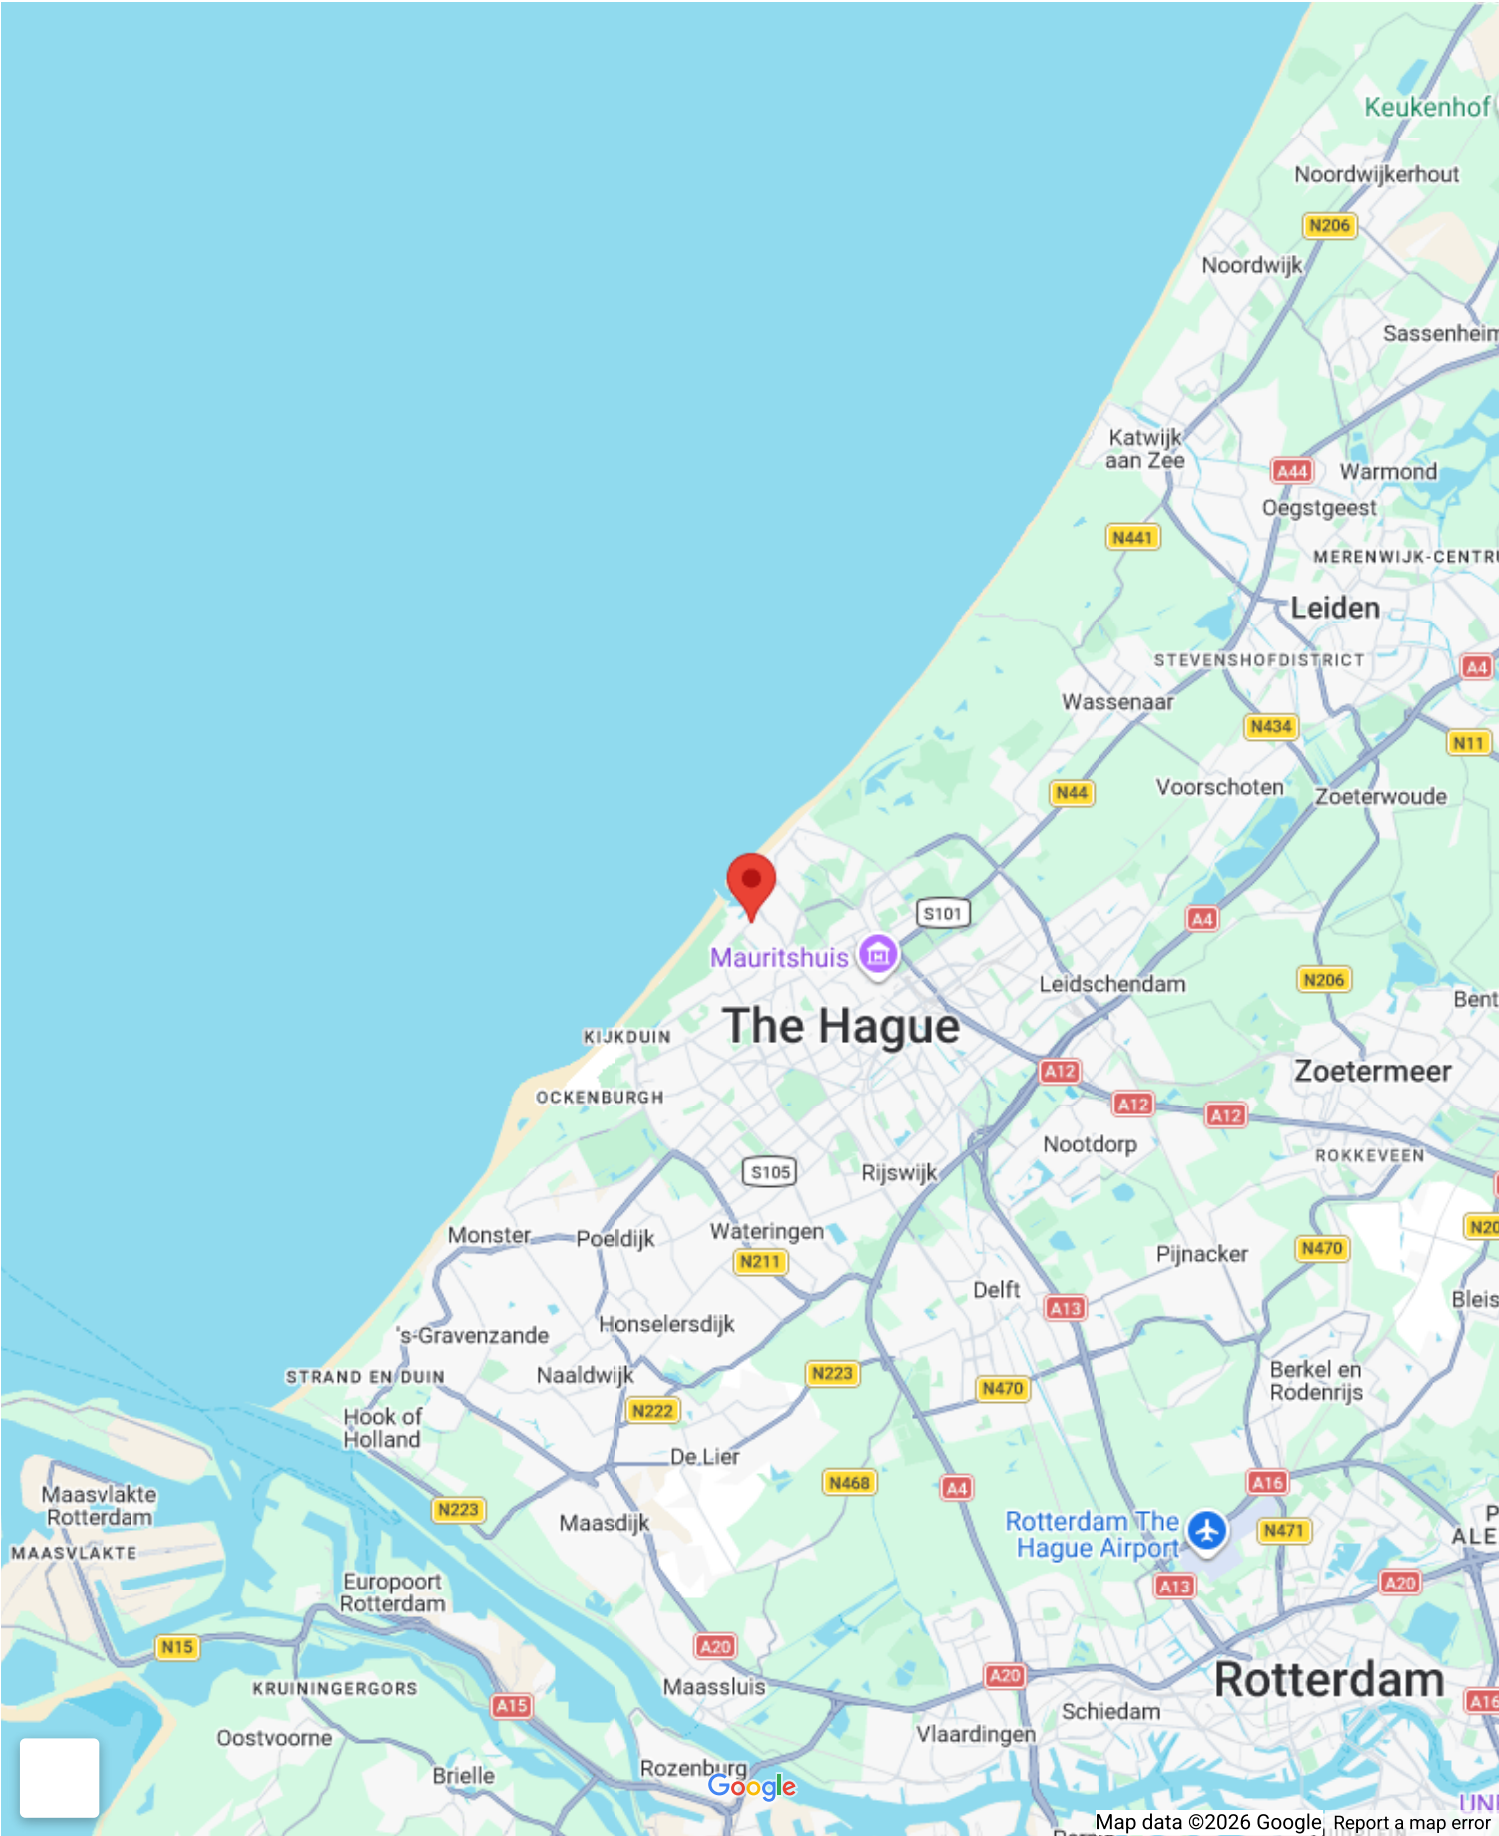 Keukenhof
Noordwijkerhout
N206
Noordwijk
Sassenheim
Katwijk
aan Zee
A44
Warmond
Oegstgeest
N441
MERENWIJK-CENTRU
Leiden
STEVENSHOFDISTRICT
A4
Wassenaar
N434
N11
Voorschoten
N44
Zoeterwoude
S101
A4
Mauritshuis
Leidschendam
N206
Bent
The Hague
KIJKDUIN
A12
Zoetermeer
OCKENBURGH
A12
A12
Nootdorp
ROKKEVEEN
S105
Rijswijk
Monster
Poeldijk
Wateringen
N20
N470
Pijnacker
N211
Delft
Bleis
A13
's-Gravenzande
Honselersdijk
STRAND EN DUIN
Naaldwijk
N223
Berkel en
Rodenrijs
N470
N222
Hook of
Holland
De Lier
N468
A16
A4
Maasvlakte
Rotterdam
N223
Maasdijk
Rotterdam The
Hague Airport
N471
P
ALE
MAASVLAKTE
Europoort
Rotterdam
A13
A20
N15
A20
A20
Rotterdam
KRUININGERGORS
Maassluis
A15
Schiedam
A16
Oostvoorne
Vlaardingen
Rozenburg
Brielle
Google
UNI
Map data ©2026 Google
Report a map error